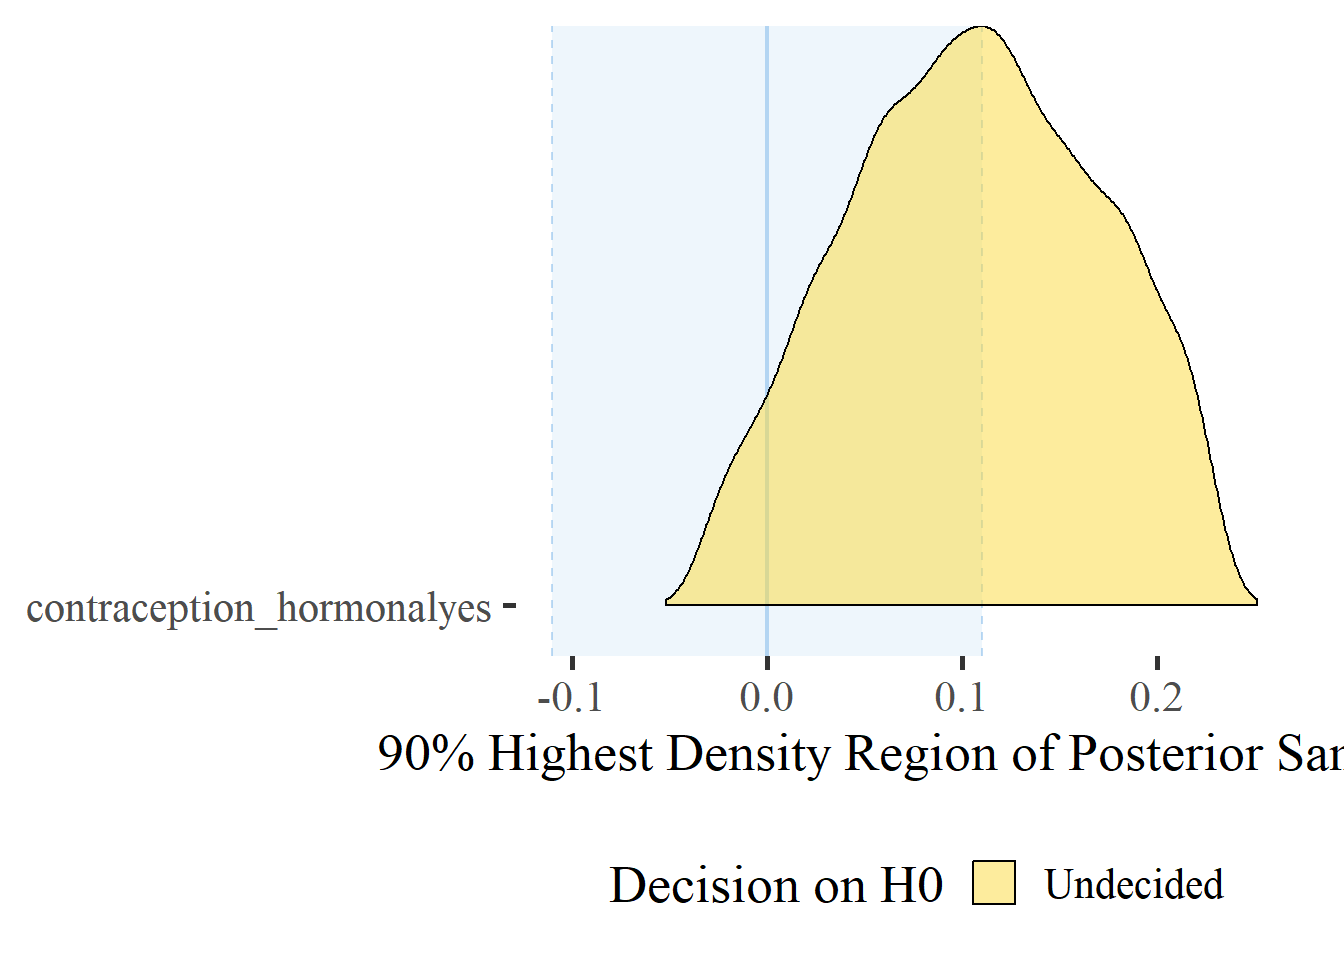 contraception_hormonalyes
-0.1 0.0 0.1 0.2
90% Highest Density Region of Posterior
Decision on H0 Undecided